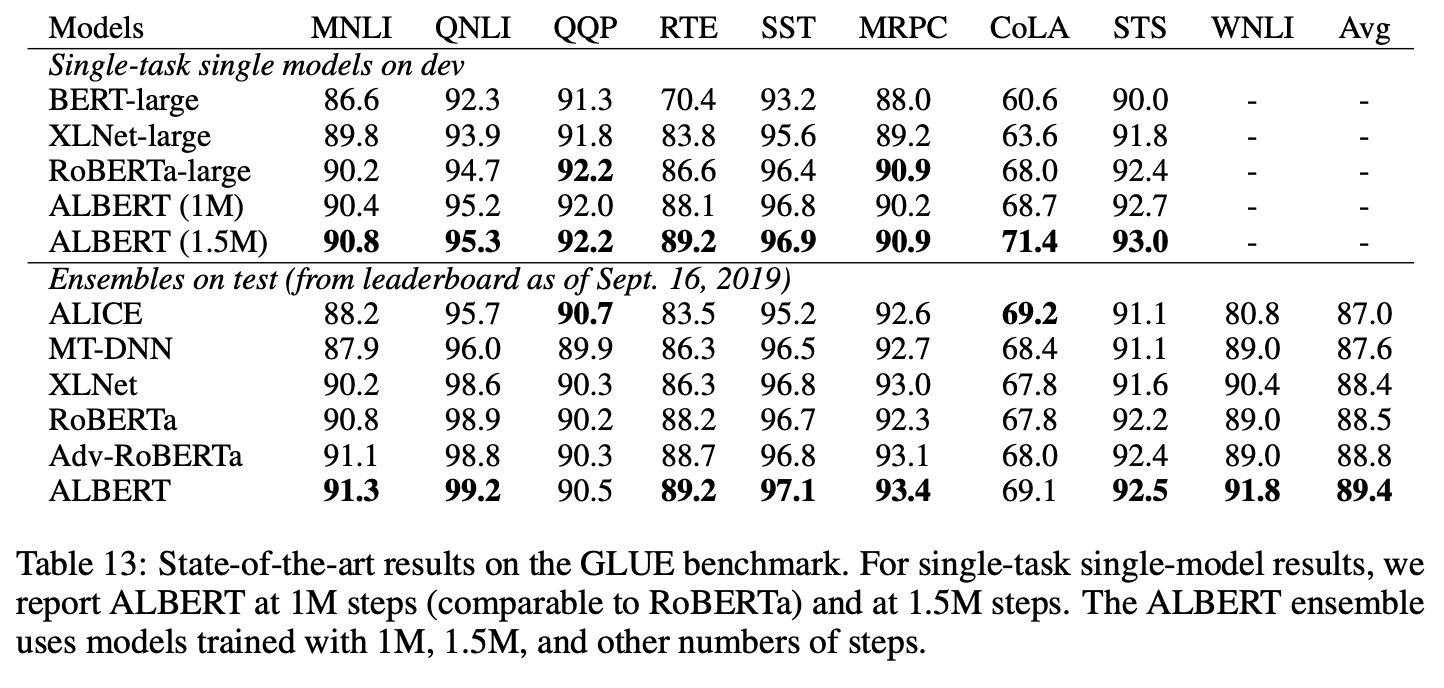 Models MNLI QNLI QQP RTE SST MRPC CoLA STS WNLI Avg
Single-task single models on dev
BERT-large 86.6 92.3 91.3 70.4 93.2 88.0 60.6 90.0 - -
XLNet-large 89.8 93.9 91.8 83.8 95.6 89.2 63.6 91.8 - -
RoBERTa-large 90.2 94.7 92.2 86.6 96.4 90.9 68.0 92.4 - -
ALBERT (1M) 90.4 95.2 92.0 88.1 96.8 90.2 68.7 92.7 - -
ALBERT (1.5M) 90.8 95.3 92.2 89.2 96.9 90.9 71.4 93.0 - -
Ensembles on test (from leaderboard as of Sept. 16, 2019)
ALICE 88.2 95.7 90.7 83.5 95.2 92.6 69.2 91.1 80.8 87.0
MT-DNN 87.9 96.0 89.9 86.3 96.5 92.7 68.4 91.1 89.0 87.6
XLNet 90.2 98.6 90.3 86.3 96.8 93.0 67.8 91.6 90.4 88.4
RoBERTa 90.8 98.9 90.2 88.2 96.7 92.3 67.8 92.2 89.0 88.5
Adv-RoBERTa 91.1 98.8 90.3 88.7 96.8 93.1 68.0 92.4 89.0 88.8
ALBERT 91.3 99.2 90.5 89.2 97.1 93.4 69.1 92.5 91.8 89.4
Table 13: State-of-the-art results on the GLUE benchmark. For single-task single-model results, we
report ALBERT at 1M steps (comparable to RoBERTa) and at 1.5M steps. The ALBERT ensemble
uses models trained with 1M, 1.5M, and other numbers of steps.